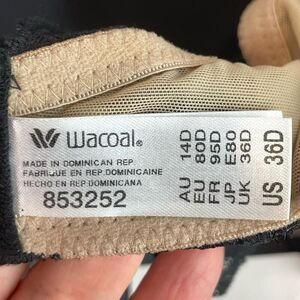 Wacoal®
MADE IN DOMINICAN REP.
FABRIQUE EN REP. DOMINICAINE
HECHO EN REP. DOMINICANA
853252
AU 14D
EU 80D
FR 95D
JP E80
UK 36D
US 36D